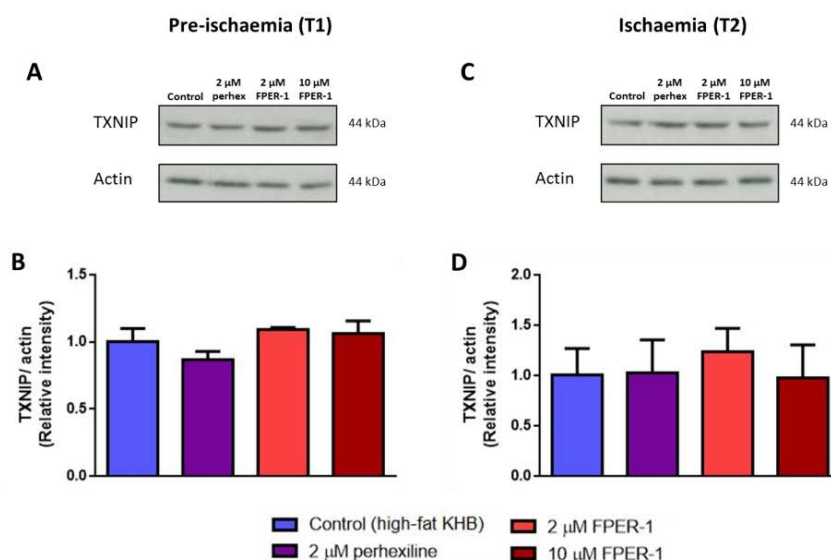 Pre-ischaemia (T1)
A
Control
2 µM
perhex
2 µM
FPER-1
10 µM
FPER-1
TXNIP
44 kDa
Actin
44 kDa
B
TXNIP/ actin
(Relative intensity)
1.5
1.0
0.5
0.0
Ischaemia (T2)
C
Control
2 µM
perhex
2 µM
FPER-1
10 µM
FPER-1
TXNIP
44 kDa
Actin
44 kDa
D
TXNIP/ actin
(Relative intensity)
2.0
1.5
1.0
0.5
0.0
Control (high-fat KHB)
2 µM perhexiline
2 µM FPER-1
10 µM FPER-1